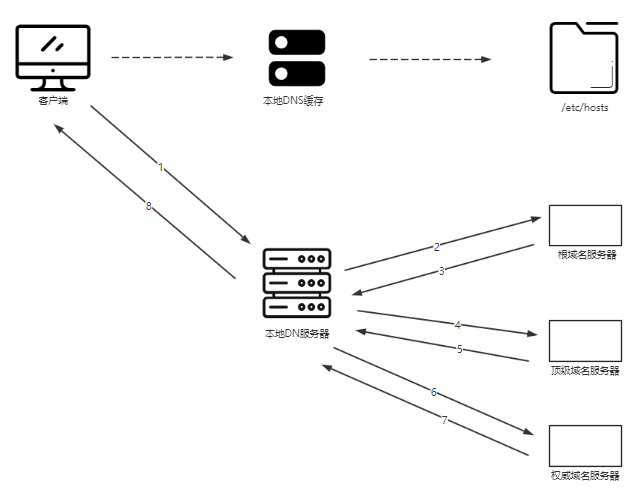 客户端
本地DNS缓存
/etc/hosts
1
8
2
3
根域名服务器
本地DN服务器
4
5
顶级域名服务器
6
7
权威域名服务器